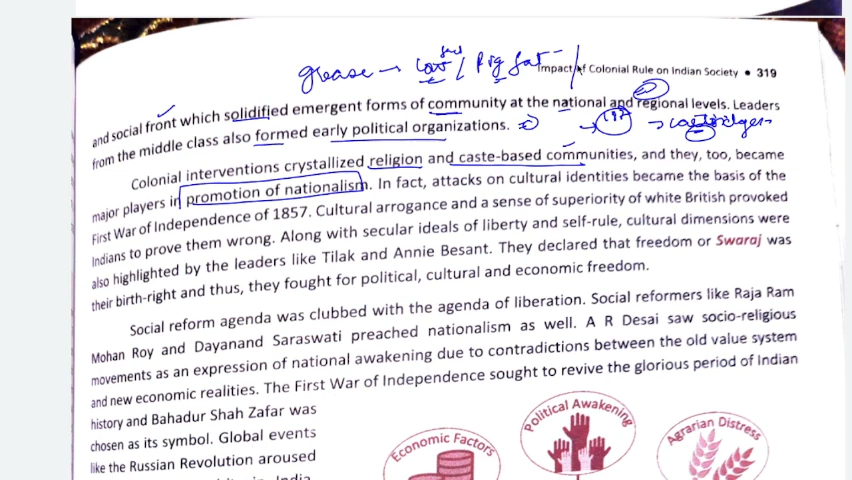 grease → cow fat / Pig fat
Impact of Colonial Rule on Indian Society • 319
and social front which solidified emergent forms of community at the national and regional levels. Leaders
from the middle class also formed early political organizations.
→ cartridges
Colonial interventions crystallized religion and caste-based communities, and they, too, became
major players in promotion of nationalism. In fact, attacks on cultural identities became the basis of the
First War of Independence of 1857. Cultural arrogance and a sense of superiority of white British provoked
Indians to prove them wrong. Along with secular ideals of liberty and self-rule, cultural dimensions were
also highlighted by the leaders like Tilak and Annie Besant. They declared that freedom or Swaraj was
their birth-right and thus, they fought for political, cultural and economic freedom.
Social reform agenda was clubbed with the agenda of liberation. Social reformers like Raja Ram
Mohan Roy and Dayanand Saraswati preached nationalism as well. A R Desai saw socio-religious
movements as an expression of national awakening due to contradictions between the old value system
and new economic realities. The First War of Independence sought to revive the glorious period of Indian
history and Bahadur Shah Zafar was
chosen as its symbol. Global events
like the Russian Revolution aroused
Economic Factors
Political Awakening
Agrarian Distress